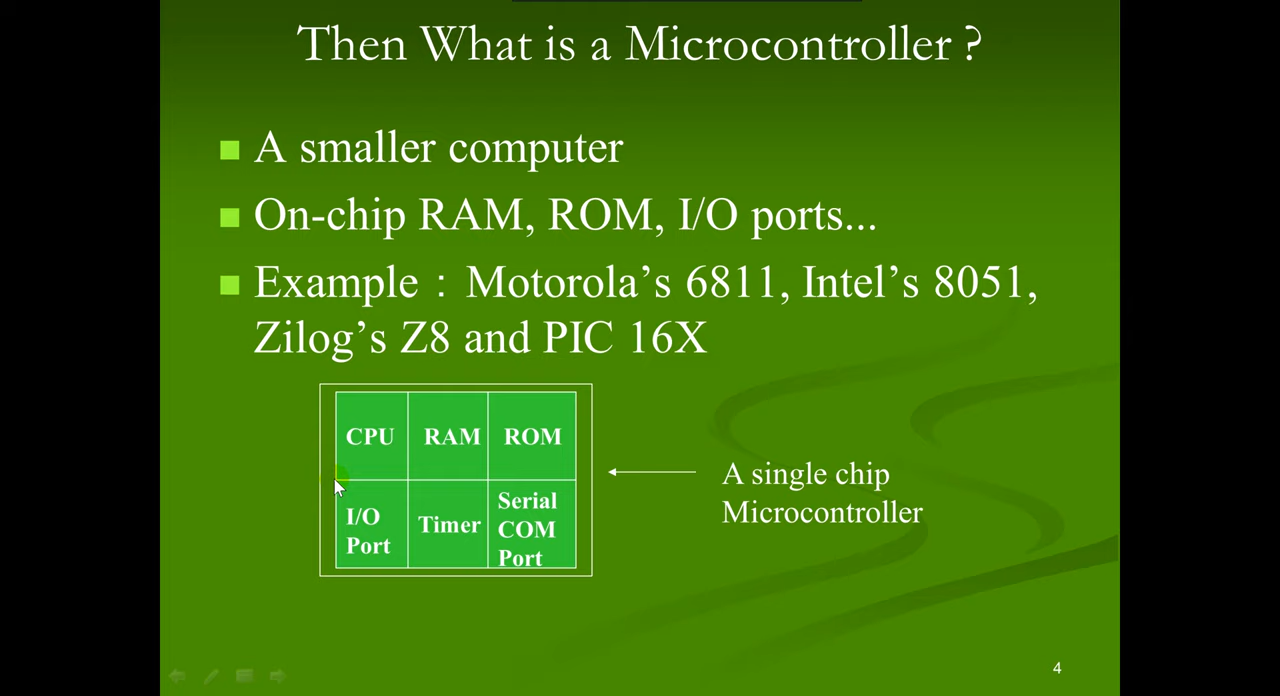 Then What is a Microcontroller ?
A smaller computer
On-chip RAM, ROM, I/O ports...
Example：Motorola’s 6811, Intel’s 8051,
Zilog’s Z8 and PIC 16X
CPU RAM ROM
I/O
Port
Timer
Serial
COM
Port
A single chip
Microcontroller
4